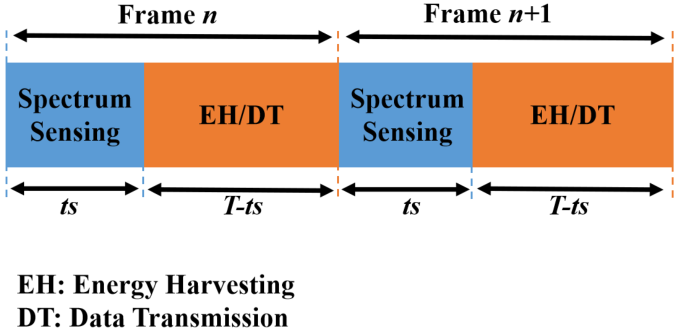 Frame n
Frame n+1
Spectrum
Sensing
EH/DT
Spectrum
Sensing
EH/DT
ts
T-ts
ts
T-ts
EH: Energy Harvesting
DT: Data Transmission